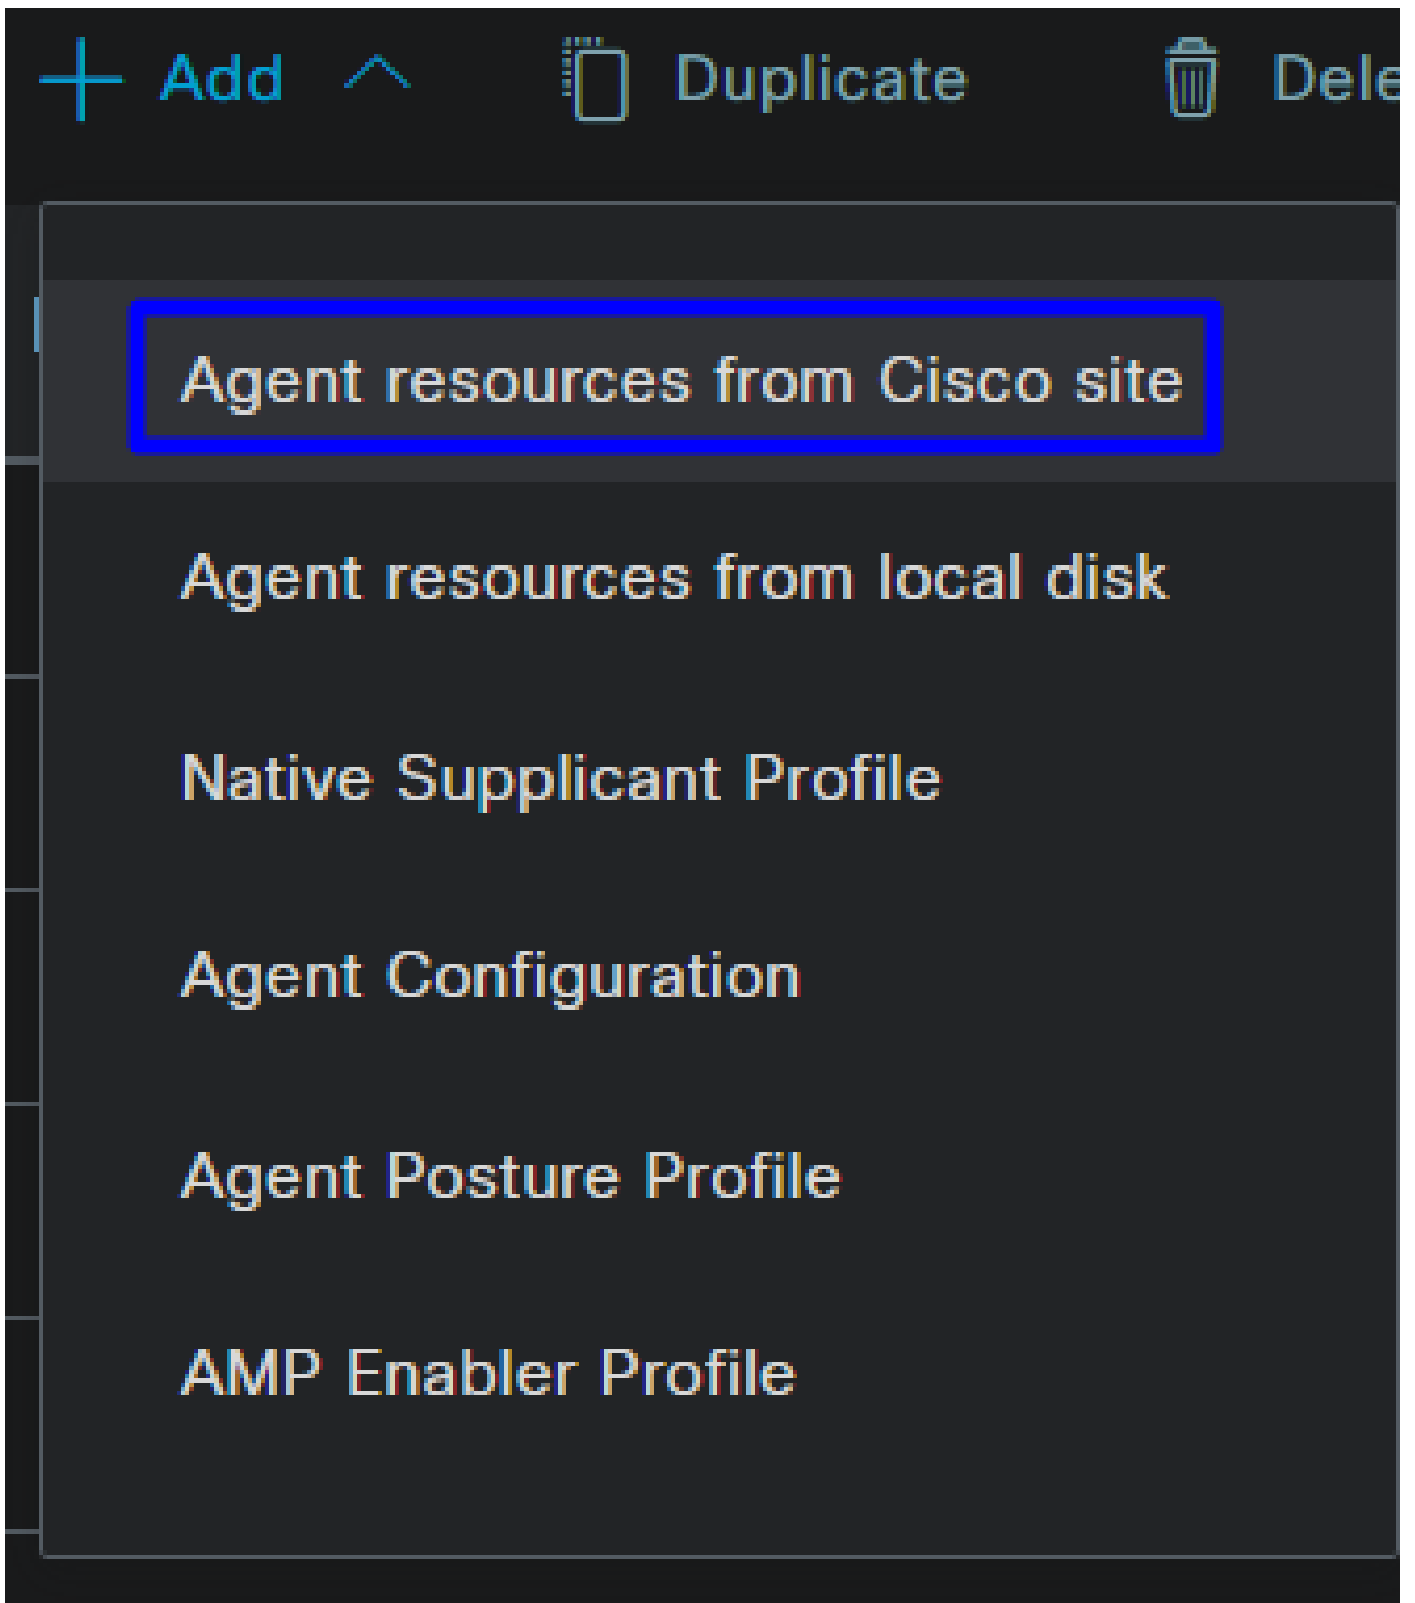 Add Duplicate
Agent resources from Cisco site
Agent resources from local disk
Native Supplicant Profile
Agent Configuration
Agent Posture Profile
AMP Enabler Profile